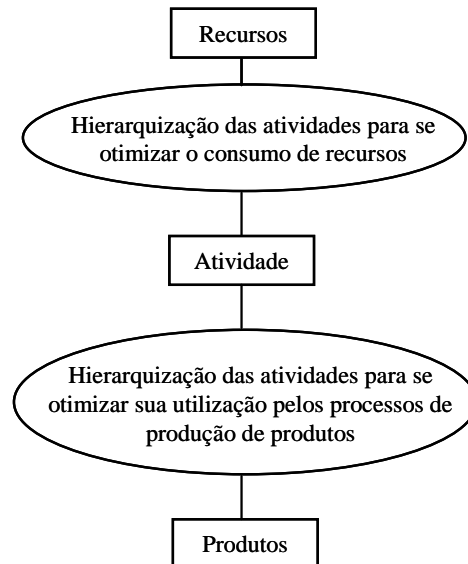 Recursos
Hierarquização das atividades para se
otimizar o consumo de recursos
Atividade
Hierarquização das atividades para se
otimizar sua utilização pelos processos de
produção de produtos
Produtos